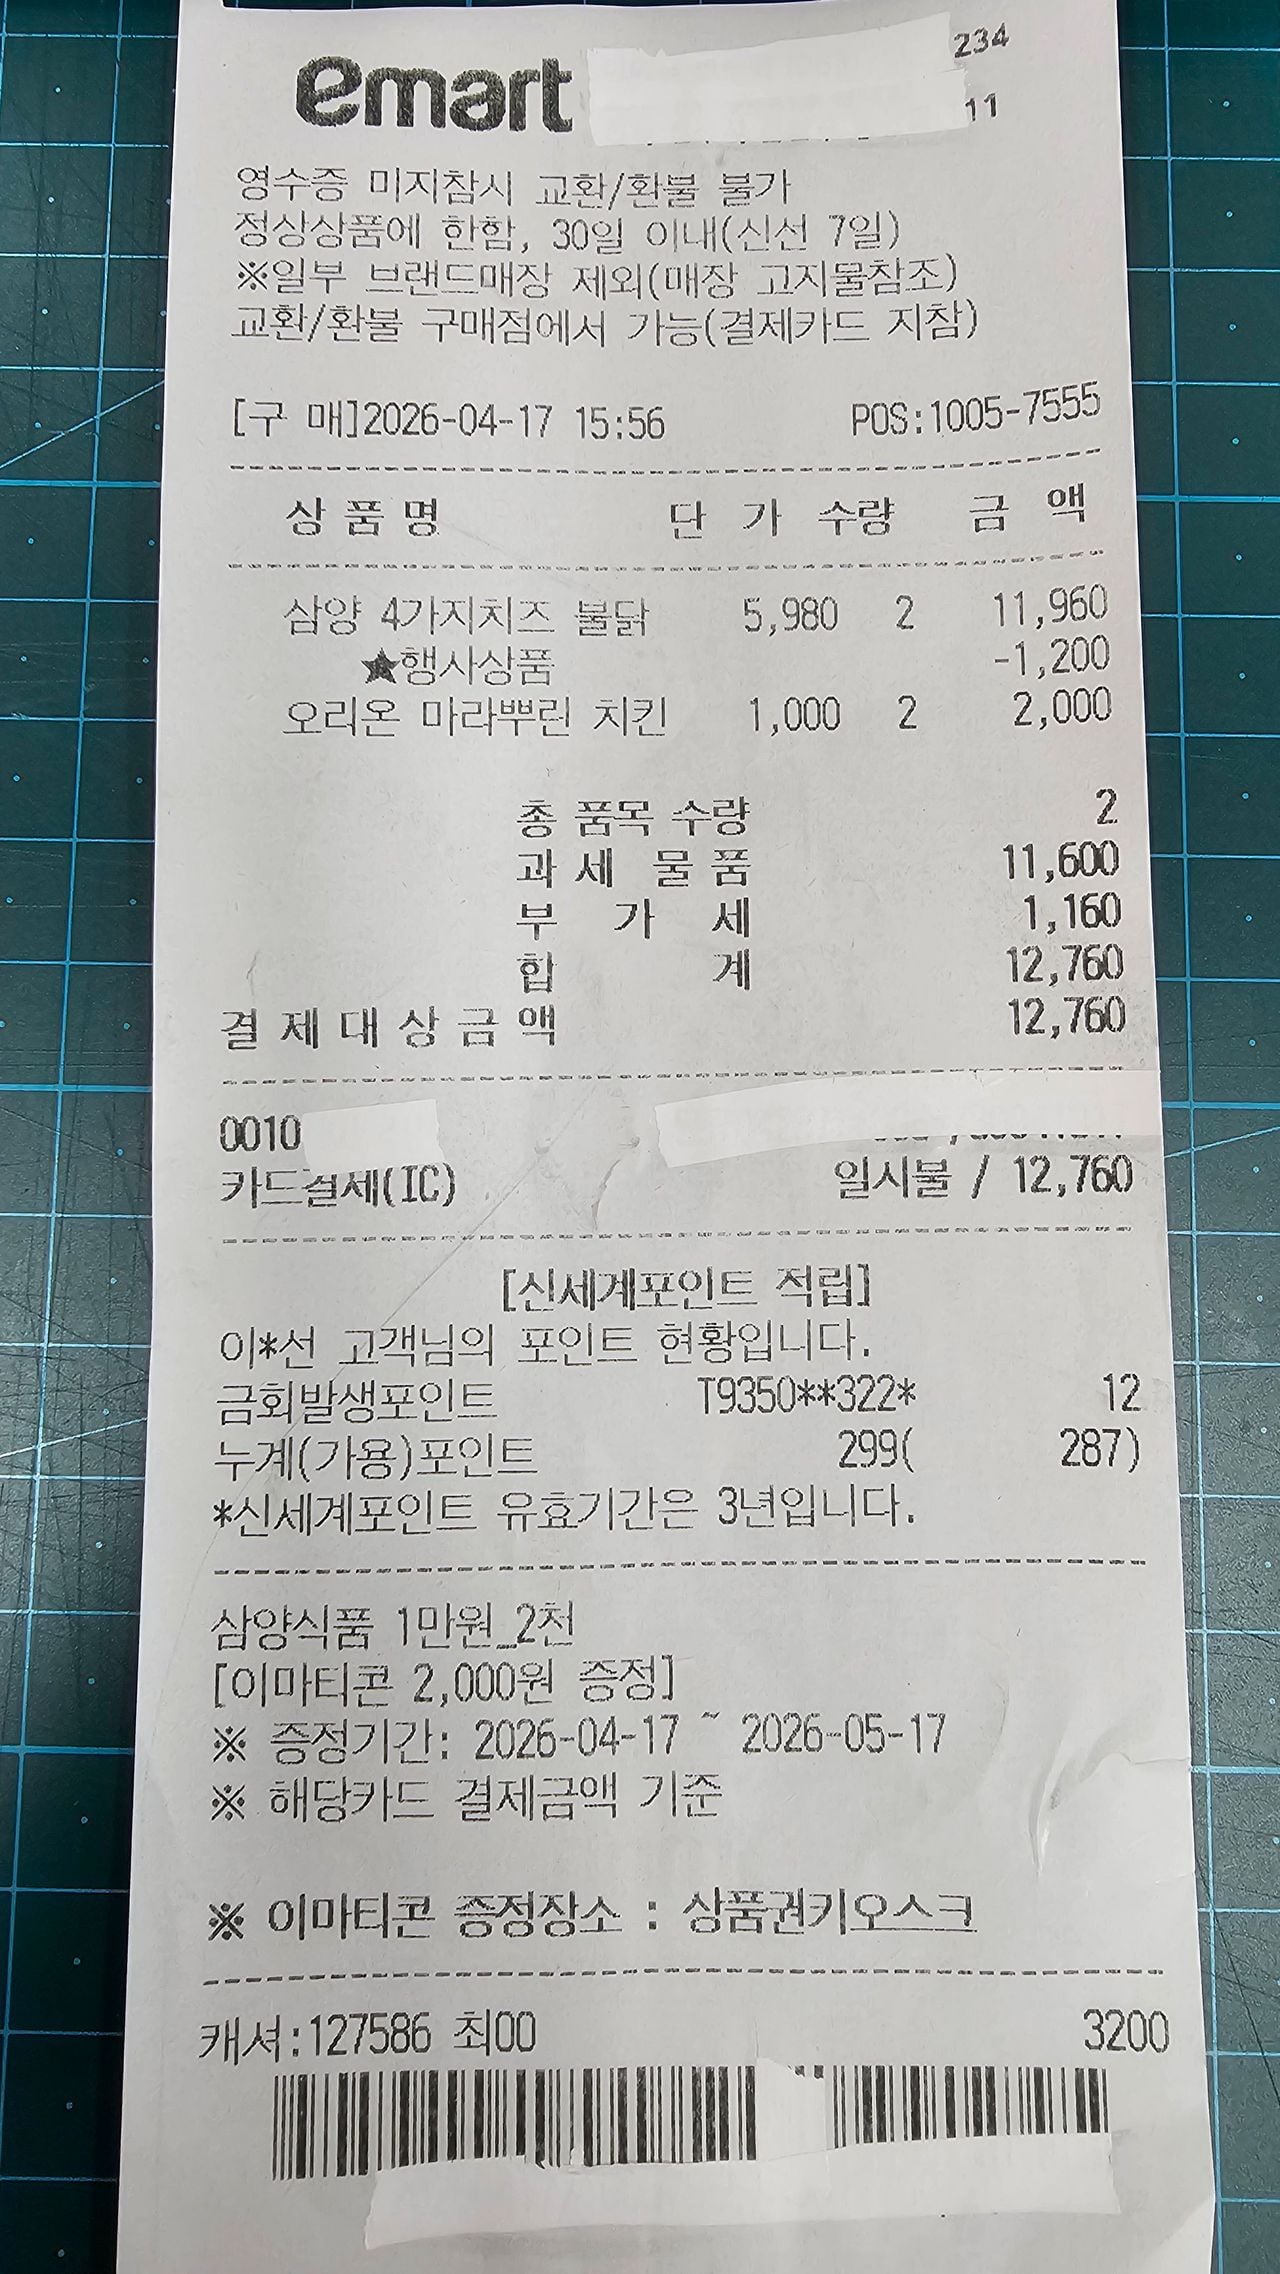 emart
234
11
영수증 미지참시 교환/환불 불가
정상상품에 한함, 30일 이내(신선 7일)
※일부 브랜드매장 제외(매장 고지물참조)
교환/환불 구매점에서 가능(결제카드 지참)
[구 매]2026-04-17 15:56 POS:1005-7555
상 품 명 단 가 수량 금 액
삼양 4가지치즈 불닭 5,980 2 11,960
★행사상품 -1,200
오리온 마라뿌린 치킨 1,000 2 2,000
총 품목 수량 2
과 세 물 품 11,600
부 가 세 1,160
합 계 12,760
결 제 대 상 금 액 12,760
0010
카드결제(IC) 일시불 / 12,760
[신세계포인트 적립]
이*선 고객님의 포인트 현황입니다.
금회발생포인트 T9350**322* 12
누계(가용)포인트 299( 287)
*신세계포인트 유효기간은 3년입니다.
삼양식품 1만원_2천
[이마티콘 2,000원 증정]
※ 증정기간: 2026-04-17 ~ 2026-05-17
※ 해당카드 결제금액 기준
※ 이마티콘 증정장소 : 상품권키오스크
캐셔:127586 최00 3200